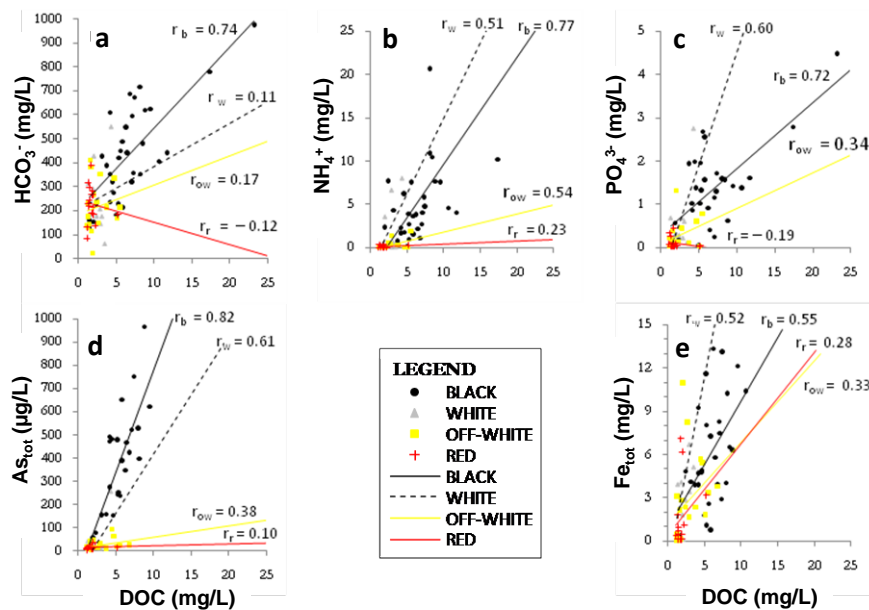 a
HCO₃⁻ (mg/L)
1000
900
800
700
600
500
400
300
200
100
0
0 5 10 15 20 25
r b = 0.74
r w = 0.11
r ow = 0.17
r r = −0.12
b
NH₄⁺ (mg/L)
25
20
15
10
5
0
0 5 10 15 20 25
r w = 0.51
r b = 0.77
r ow = 0.54
r r = 0.23
c
PO₄³⁻ (mg/L)
5
4
3
2
1
0
0 5 10 15 20 25
r w = 0.60
r b = 0.72
r ow = 0.34
r r = −0.19
d
As tot (µg/L)
1000
900
800
700
600
500
400
300
200
100
0
0 5 10 15 20 25
DOC (mg/L)
r b = 0.82
r w = 0.61
r ow = 0.38
r r = 0.10
LEGEND
BLACK
WHITE
OFF-WHITE
RED
BLACK
WHITE
OFF-WHITE
RED
e
Fe tot (mg/L)
15
12
9
6
3
0
0 5 10 15 20 25
DOC (mg/L)
r w = 0.52
r b = 0.55
r r = 0.28
r ow = 0.33